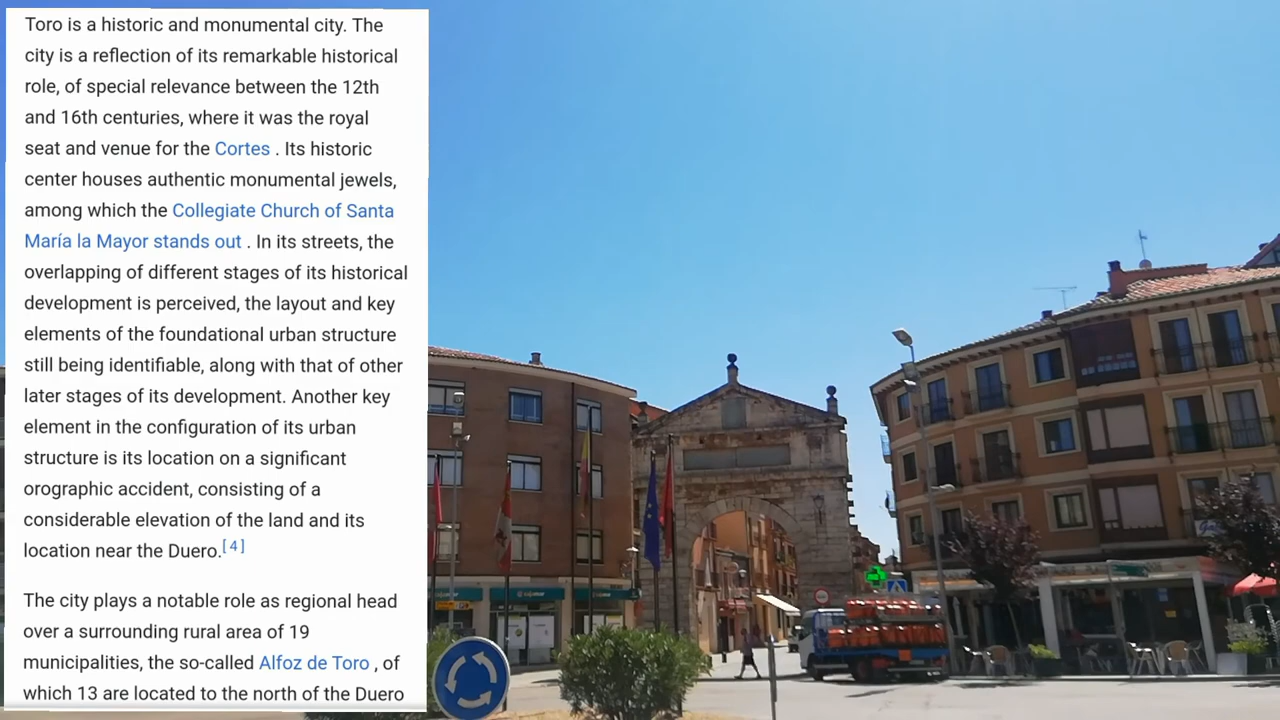 Toro is a historic and monumental city. The
city is a reflection of its remarkable historical
role, of special relevance between the 12th
and 16th centuries, where it was the royal
seat and venue for the Cortes . Its historic
center houses authentic monumental jewels,
among which the Collegiate Church of Santa
María la Mayor stands out . In its streets, the
overlapping of different stages of its historical
development is perceived, the layout and key
elements of the foundational urban structure
still being identifiable, along with that of other
later stages of its development. Another key
element in the configuration of its urban
structure is its location on a significant
orographic accident, consisting of a
considerable elevation of the land and its
location near the Duero.[4]
The city plays a notable role as regional head
over a surrounding rural area of 19
municipalities, the so-called Alfoz de Toro , of
which 13 are located to the north of the Duero